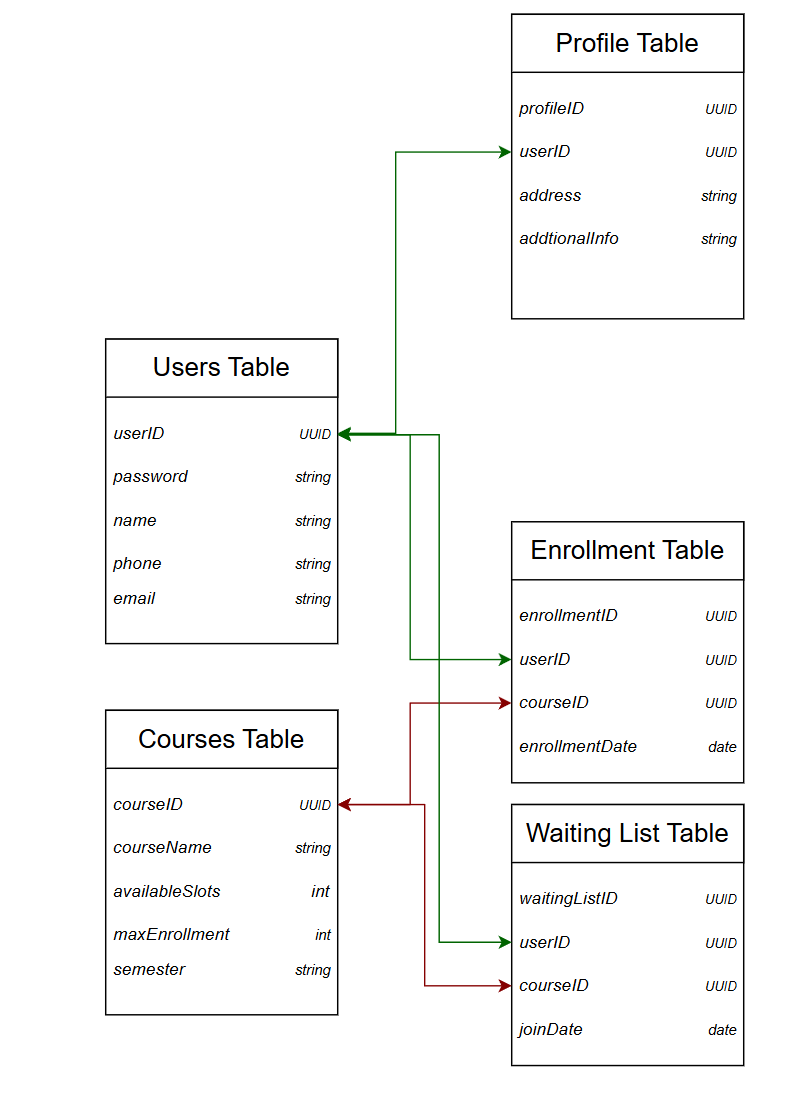 Profile Table
profileID UUID
userID UUID
address string
addtionalInfo string
Users Table
userID UUID
password string
name string
phone string
email string
Enrollment Table
enrollmentID UUID
userID UUID
courseID UUID
enrollmentDate date
Courses Table
courseID UUID
courseName string
availableSlots int
maxEnrollment int
semester string
Waiting List Table
waitingListID UUID
userID UUID
courseID UUID
joinDate date